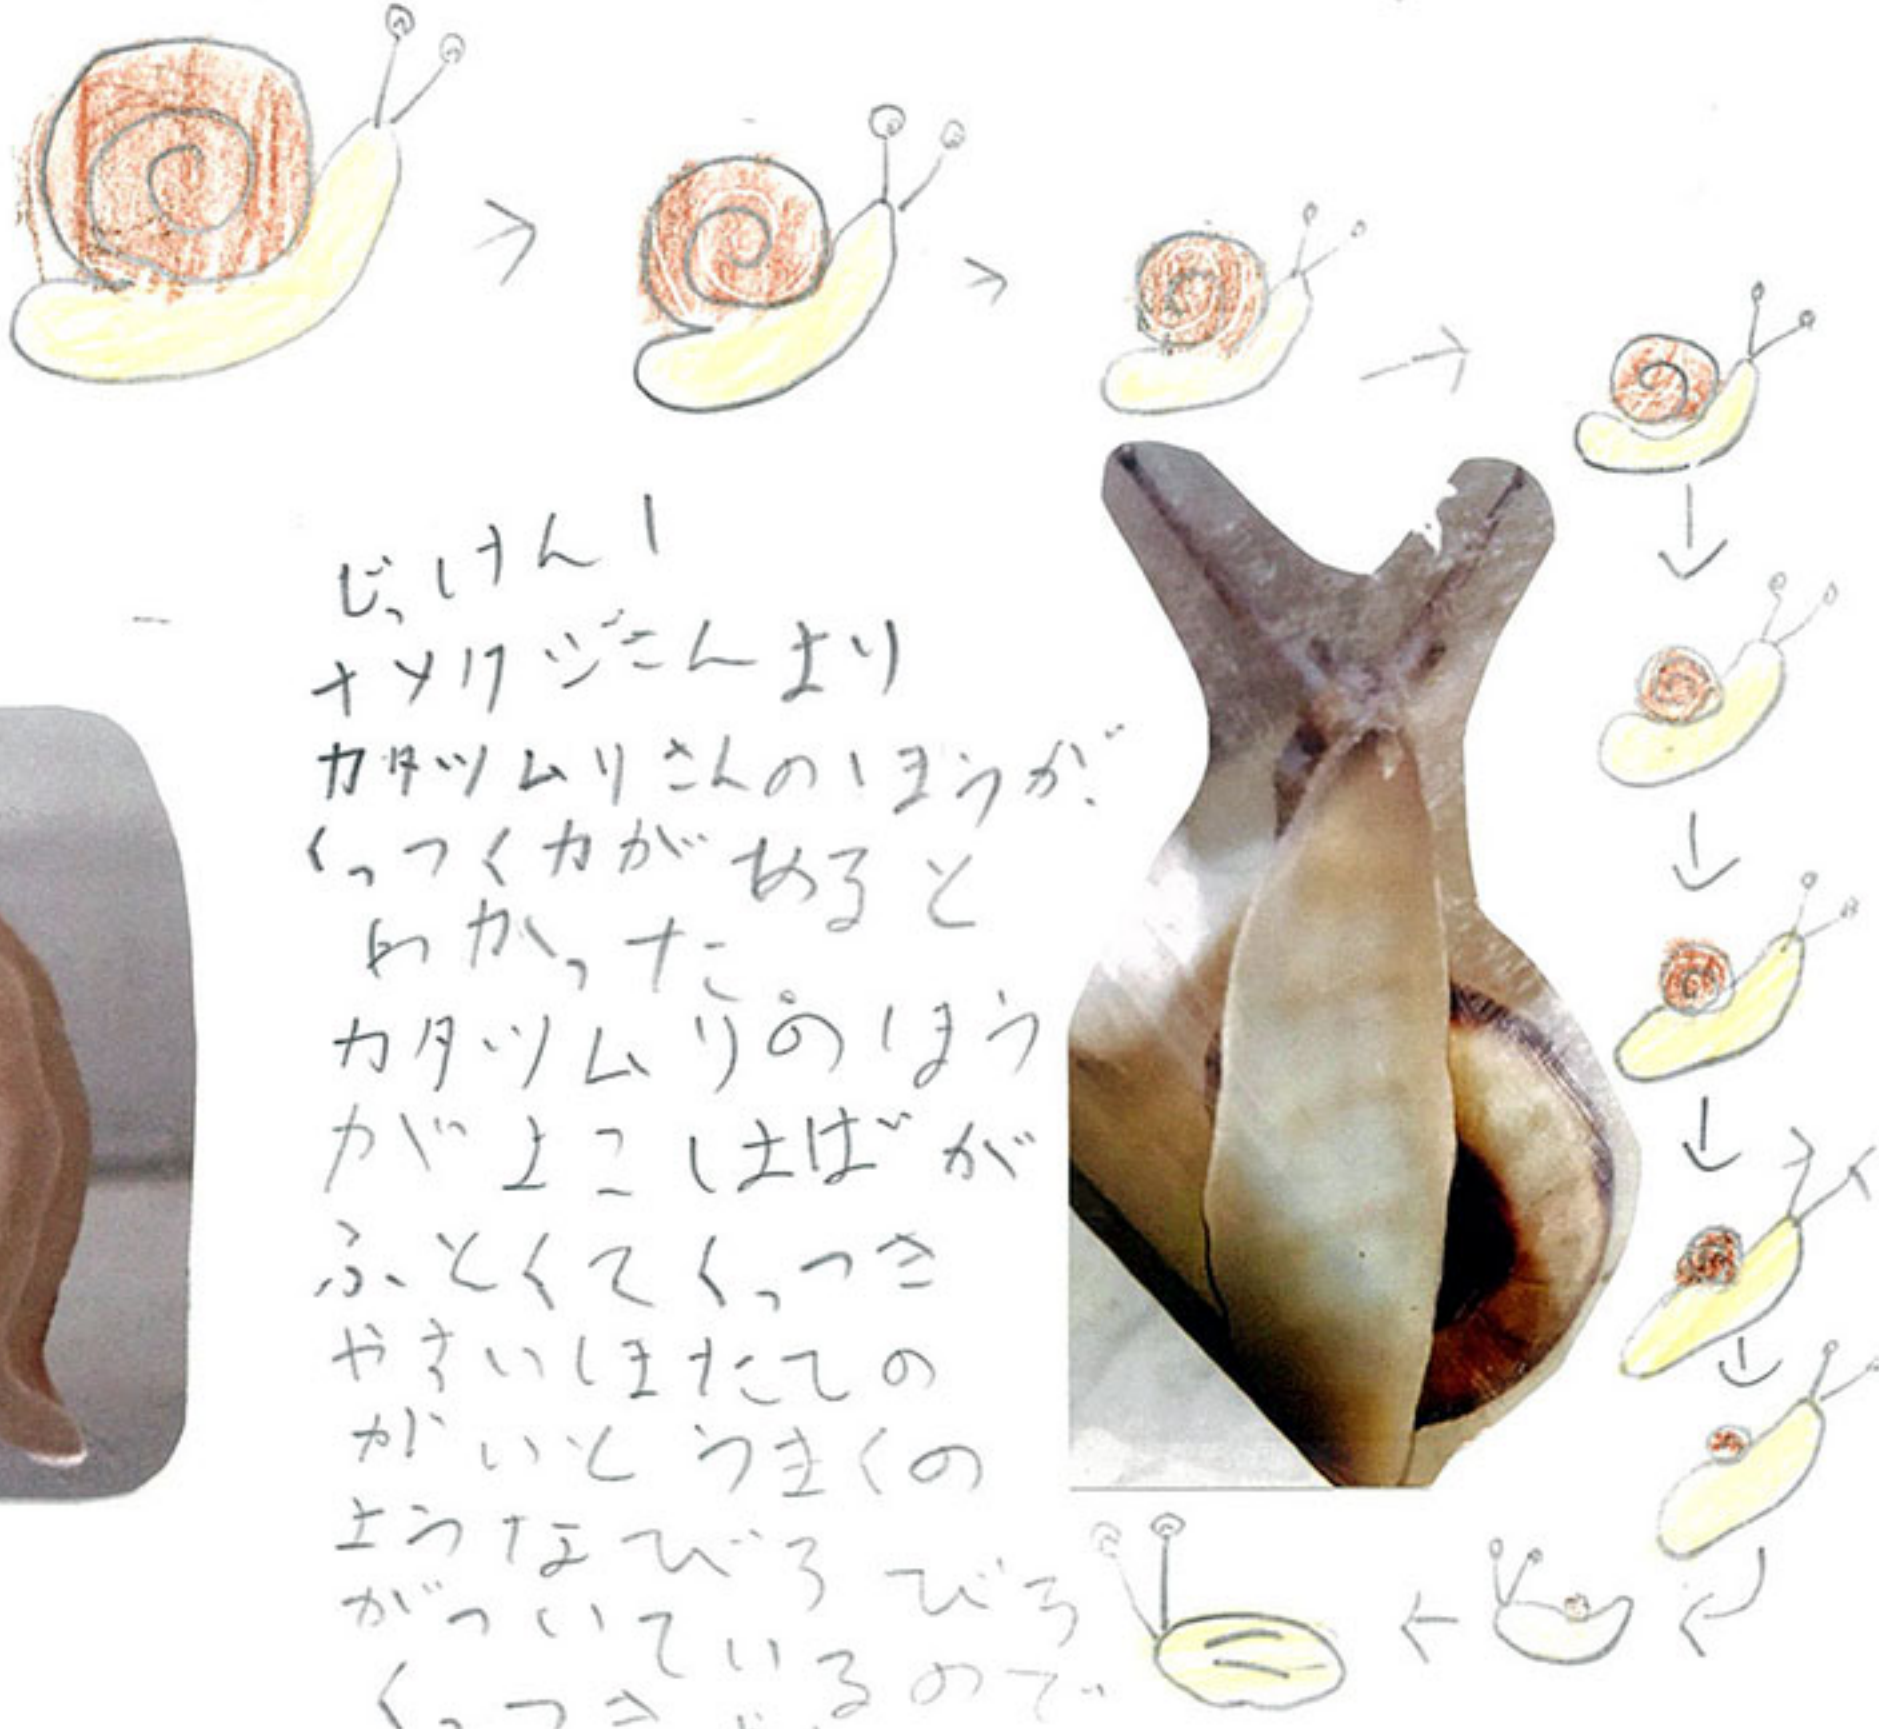 じっけん1
ナメクジさんより
カタツムリさんのほうが、
くっつく力がある と
わかった。
カタツムリのほう
が よこはばが
ふとくてくっつき
やすいほたての
がいとうまくの
ような びろ びろ
がついているので